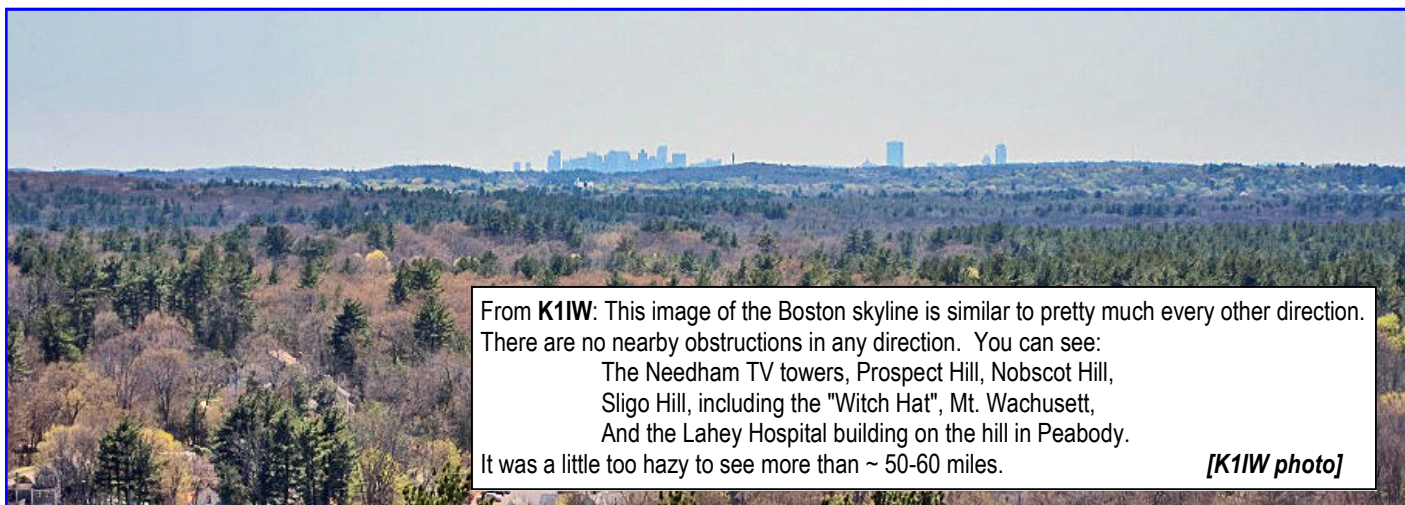 From K1IW: This image of the Boston skyline is similar to pretty much every other direction.
There are no nearby obstructions in any direction.  You can see:
The Needham TV towers, Prospect Hill, Nobscot Hill,
Sligo Hill, including the "Witch Hat", Mt. Wachusett,
And the Lahey Hospital building on the hill in Peabody.
It was a little too hazy to see more than ~ 50-60 miles. [K1IW photo]